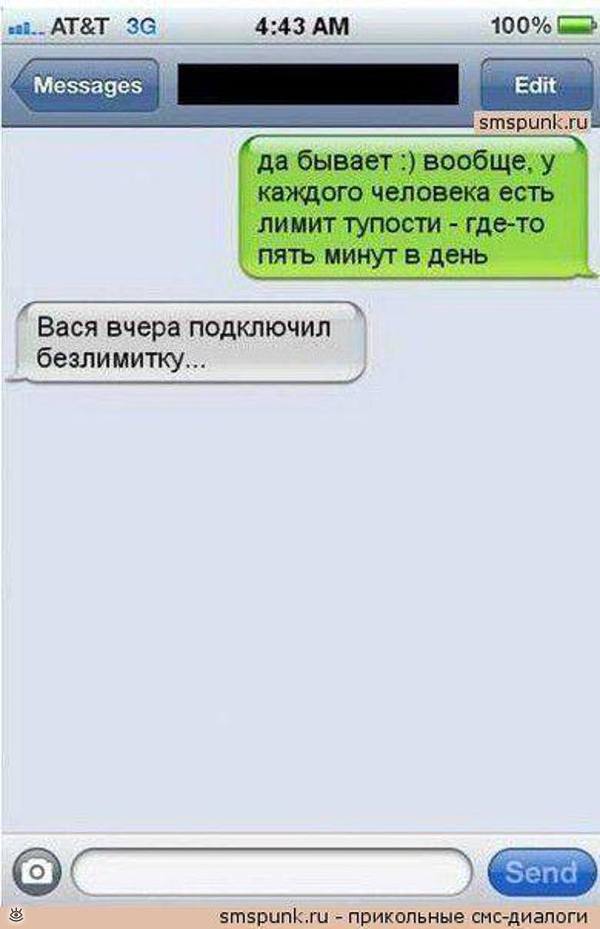 AT&T 3G 4:43 AM 100%
Messages Edit
smspunk.ru
да бывает :) вообще, у
каждого человека есть
лимит тупости - где-то
пять минут в день
Вася вчера подключил
безлимитку...
Send
smspunk.ru - прикольные смс-диалоги